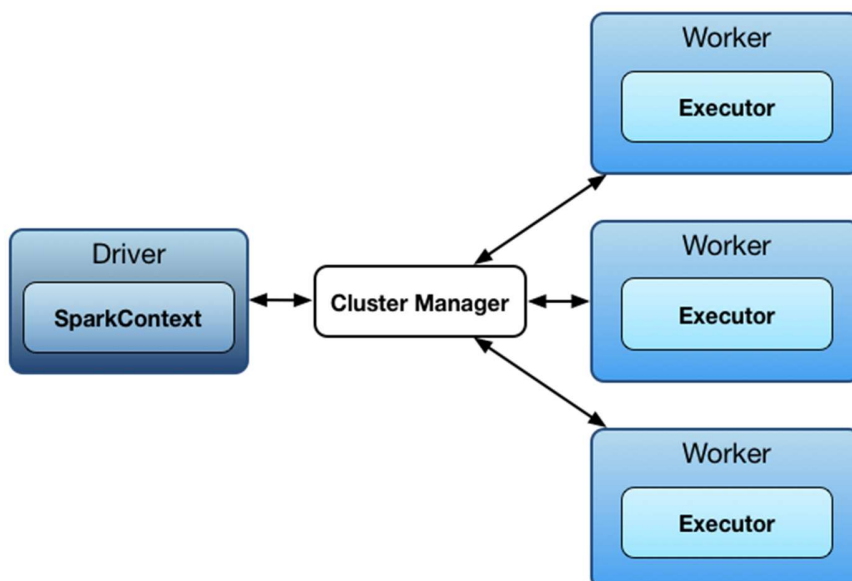 Worker
Executor
Driver
SparkContext
Cluster Manager
Worker
Executor
Worker
Executor